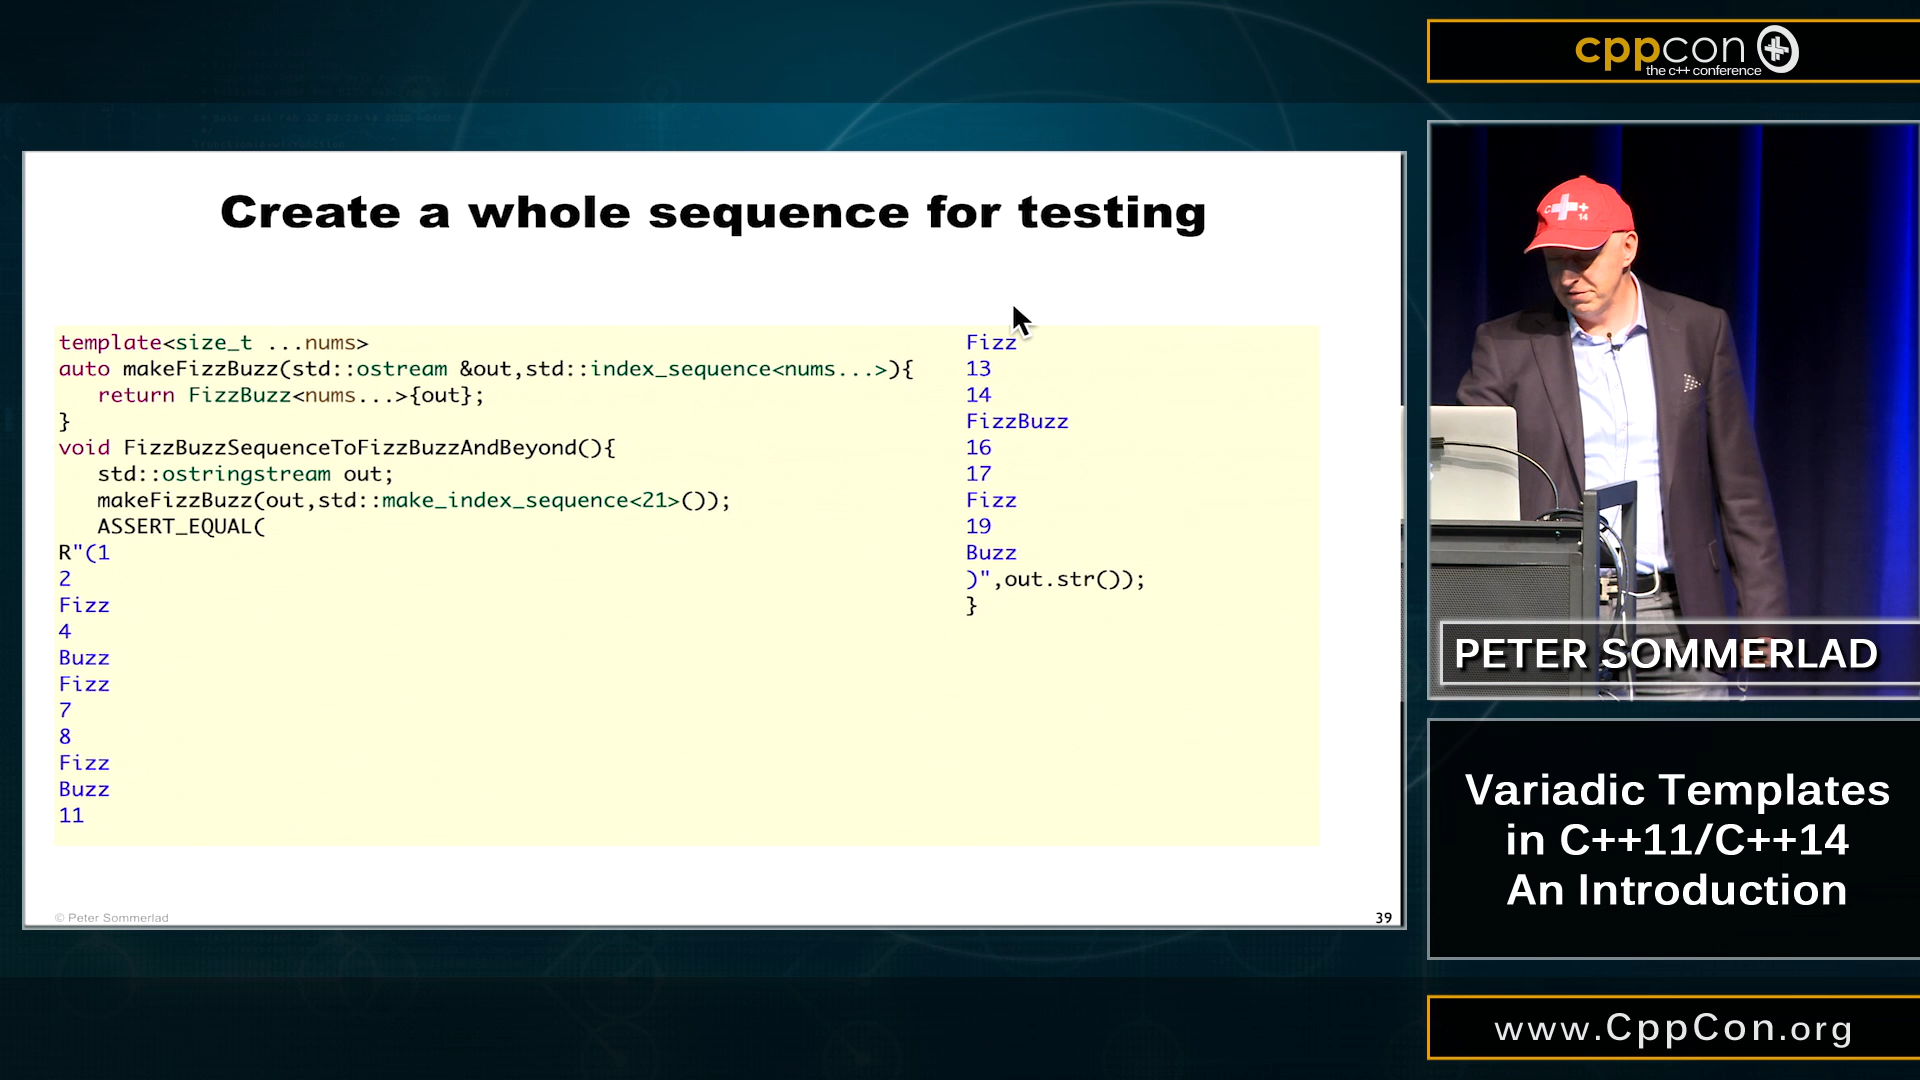 cppcon
the c++ conference
Create a whole sequence for testing
template<size_t ...nums>
auto makeFizzBuzz(std::ostream &out,std::index_sequence<nums...>){
   return FizzBuzz<nums...>{out};
}
void FizzBuzzSequenceToFizzBuzzAndBeyond(){
   std::ostringstream out;
   makeFizzBuzz(out,std::make_index_sequence<21>());
   ASSERT_EQUAL(
R"(1
2
Fizz
4
Buzz
Fizz
7
8
Fizz
Buzz
11
Fizz
13
14
FizzBuzz
16
17
Fizz
19
Buzz
)",out.str());
}
© Peter Sommerlad
39
C++
14
PETER SOMMERLAD
Variadic Templates
in C++11/C++14
An Introduction
www.CppCon.org